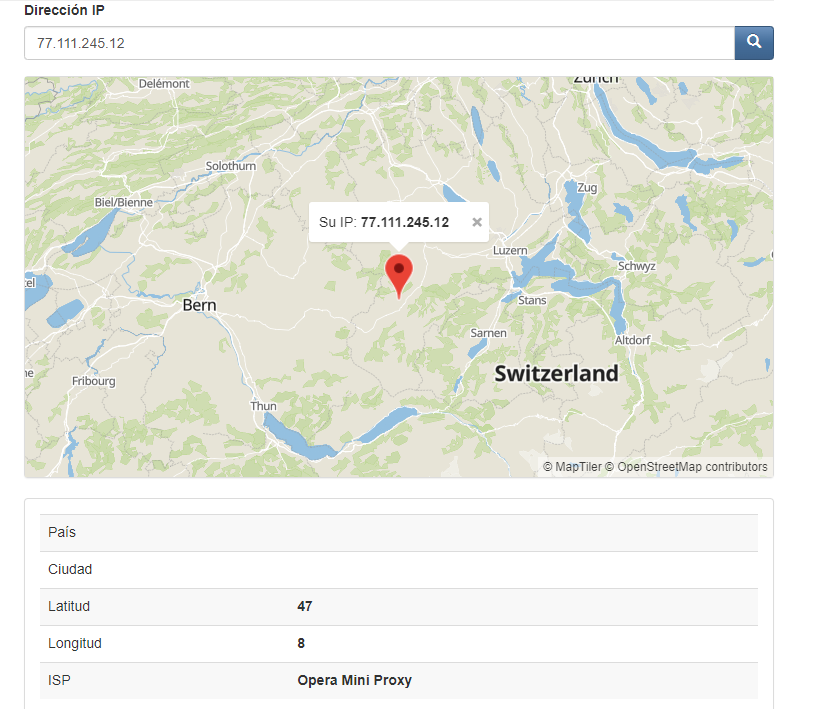 Dirección IP
77.111.245.12
Delémont
Zurich
Solothurn
Zug
Biel/Bienne
Su IP: 77.111.245.12 ×
Luzern
Schwyz
Bern
Stans
Sarnen
Altdorf
Switzerland
Fribourg
Thun
© MapTiler © OpenStreetMap contributors
País
Ciudad
Latitud 47
Longitud 8
ISP Opera Mini Proxy